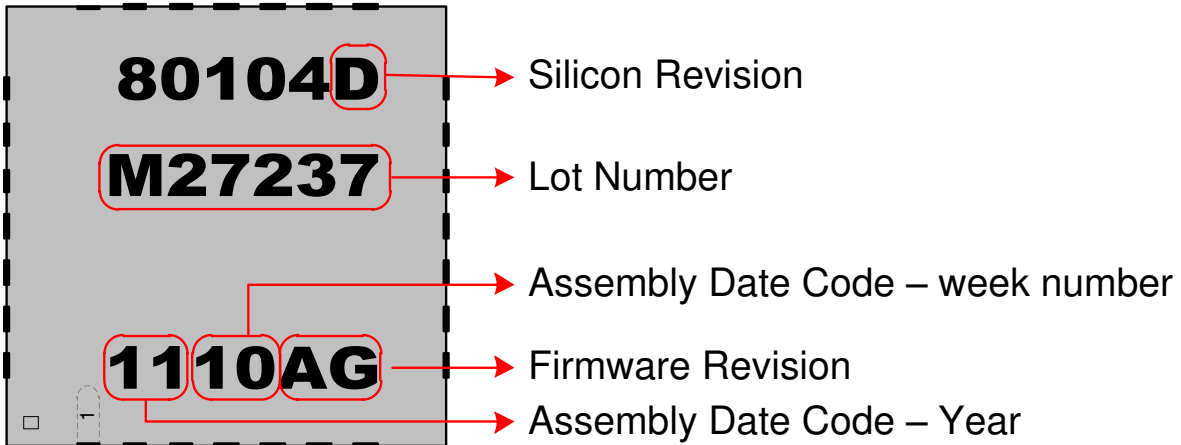 80104D
Silicon Revision
M27237
Lot Number
Assembly Date Code – week number
1110AG
Firmware Revision
1
Assembly Date Code – Year